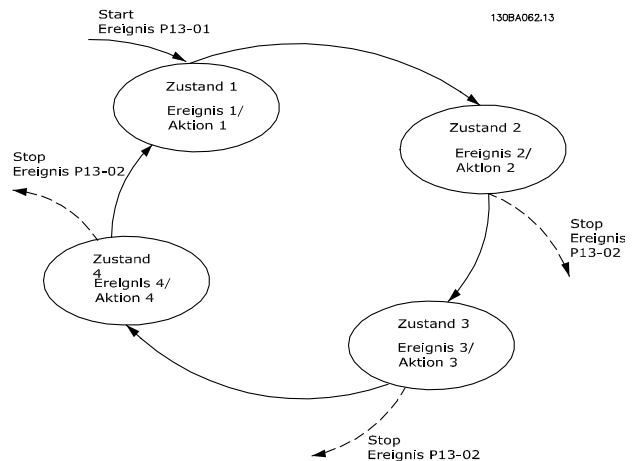 Start
Ereignis P13-01
130BA062.13
Zustand 1
Ereignis 1/
Aktion 1
Zustand 2
Ereignis 2/
Aktion 2
Stop
Ereignis P13-02
Stop
Ereignis
P13-02
Zustand
4
Ereignis 4/
Aktion 4
Zustand 3
Ereignis 3/
Aktion 3
Stop
Ereignis P13-02